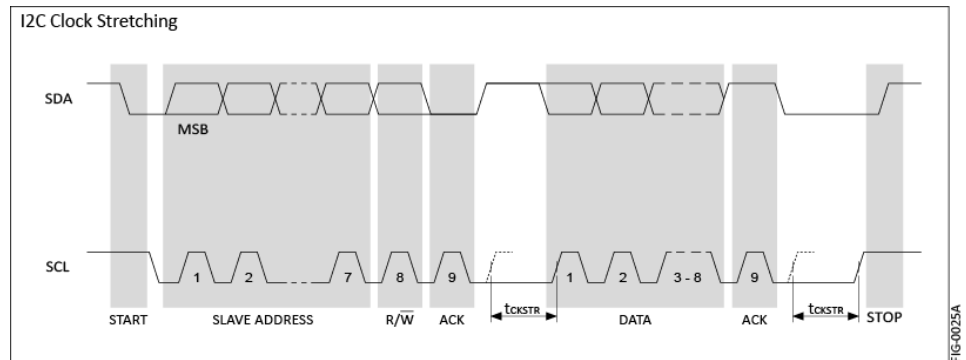 I2C Clock Stretching
SDA
MSB
SCL
1 2 7 8 9 1 2 3 - 8 9
tCKSTR tCKSTR
START SLAVE ADDRESS R/W̅ ACK DATA ACK STOP
FIG-0025A